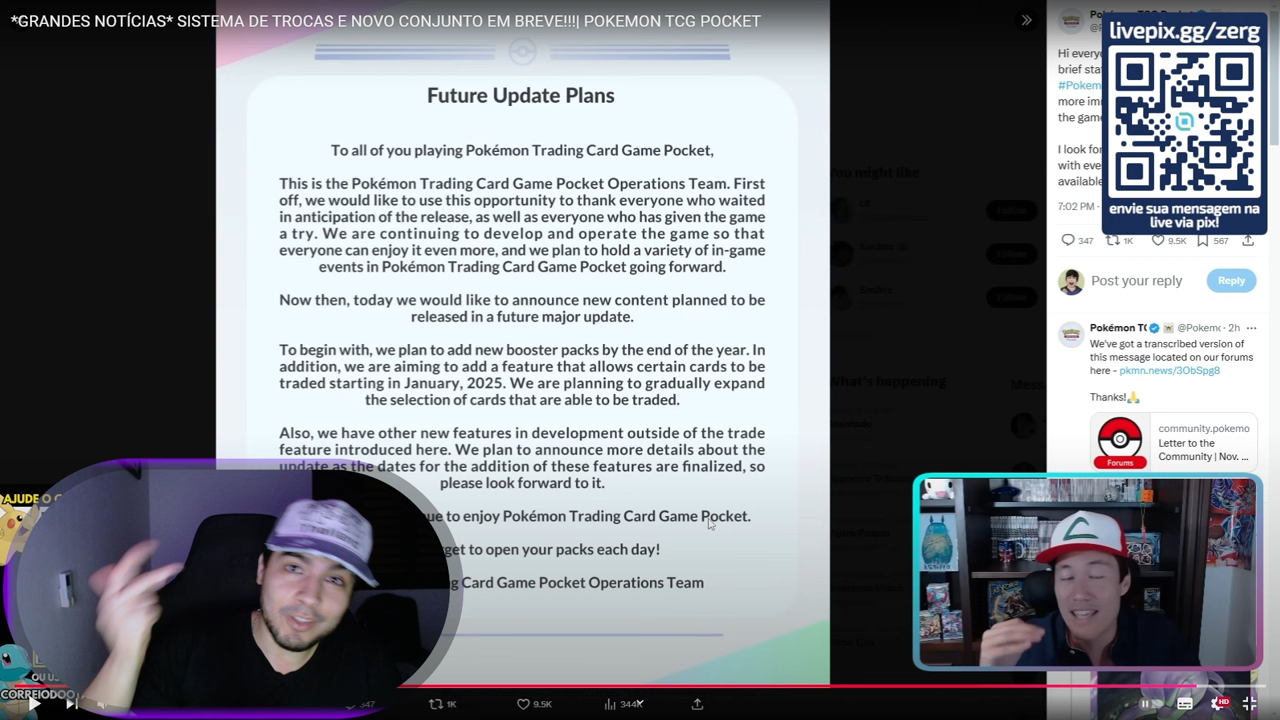 *GRANDES NOTÍCIAS* SISTEMA DE TROCAS E NOVO CONJUNTO EM BREVE!!!| POKEMON TCG POCKET
Future Update Plans
To all of you playing Pokémon Trading Card Game Pocket,
This is the Pokémon Trading Card Game Pocket Operations Team. First
off, we would like to use this opportunity to thank everyone who waited
in anticipation of the release, as well as everyone who has given the game
a try. We are continuing to develop and operate the game so that
everyone can enjoy it even more, and we plan to hold a variety of in-game
events in Pokémon Trading Card Game Pocket going forward.
Now then, today we would like to announce new content planned to be
released in a future major update.
To begin with, we plan to add new booster packs by the end of the year. In
addition, we are aiming to add a feature that allows certain cards to be
traded starting in January, 2025. We are planning to gradually expand
the selection of cards that are able to be traded.
Also, we have other new features in development outside of the trade
feature introduced here. We plan to announce more details about the
update as the dates for the addition of these features are finalized, so
please look forward to it.
to enjoy Pokémon Trading Card Game Pocket.
to open your packs each day!
Card Game Pocket Operations Team
You might like
What's happening
livepix.gg/zerg
envie sua mensagem na
live via pix!
Hi
brief
more
the
I look
with
7:02 PM
347
1K
9.5K
567
Post your reply
Reply
Pokémon
2h
We've got a transcribed version of
this message located on our forums
here - pkmn.news/3ObSpg8
Thanks!
community.pokemo
Letter to the
Community | Nov. ...
Forums
AJUDE O
CORREIO
1K
9.5K
344K
HD